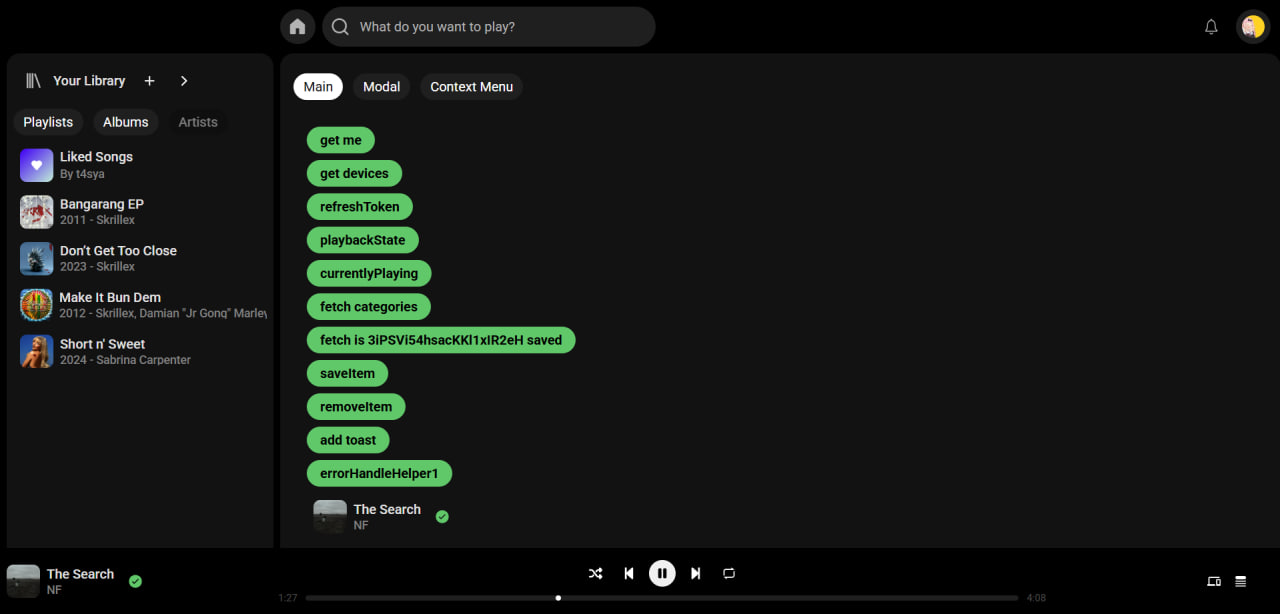 What do you want to play?
Your Library
Playlists Albums Artists
Liked Songs
By t4sya
Bangarang EP
2011 - Skrillex
Don't Get Too Close
2023 - Skrillex
Make It Bun Dem
2012 - Skrillex, Damian "Jr Gong" Marley
Short n' Sweet
2024 - Sabrina Carpenter
Main Modal Context Menu
get me
get devices
refreshToken
playbackState
currentlyPlaying
fetch categories
fetch is 3iPSVi54hsacKKl1xIR2eH saved
saveItem
removeItem
add toast
errorHandleHelper1
The Search
NF
The Search
NF
1:27 4:08